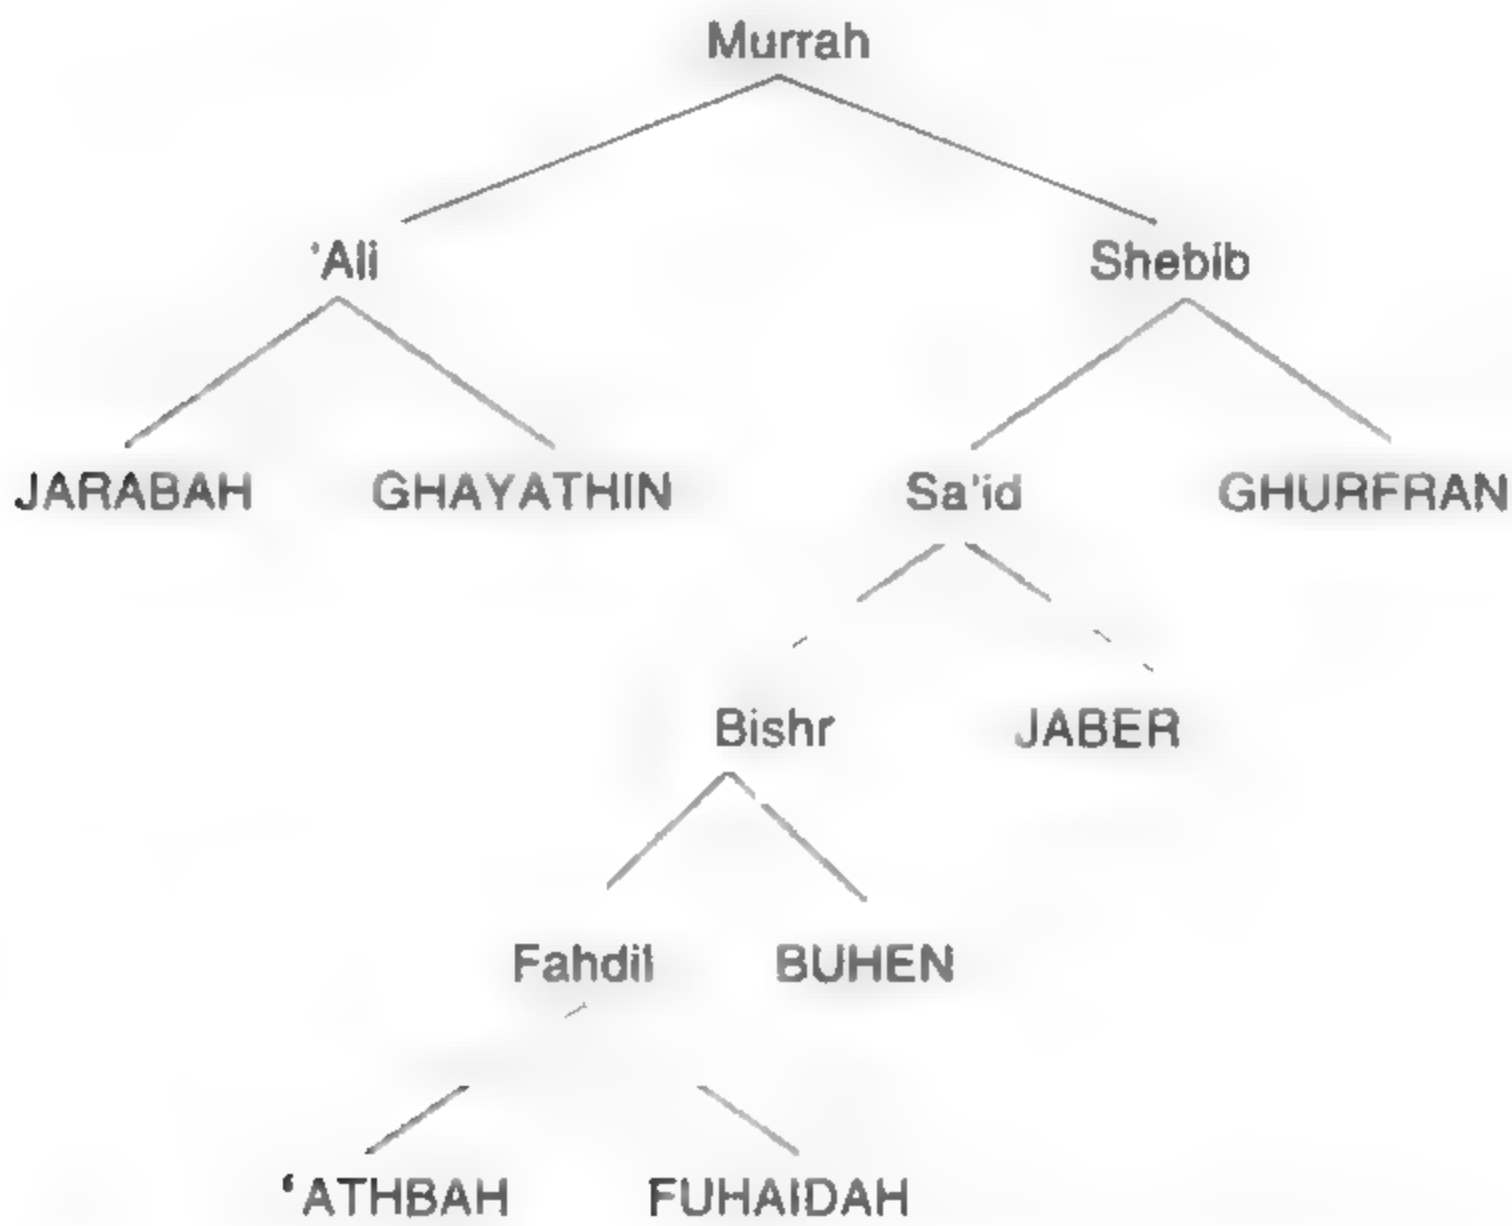 Murrah
'Ali Shebib
JARABAH GHAYATHIN Sa'id GHURFRAN
Bishr JABER
Fahdil BUHEN
‘ATHBAH FUHAIDAH